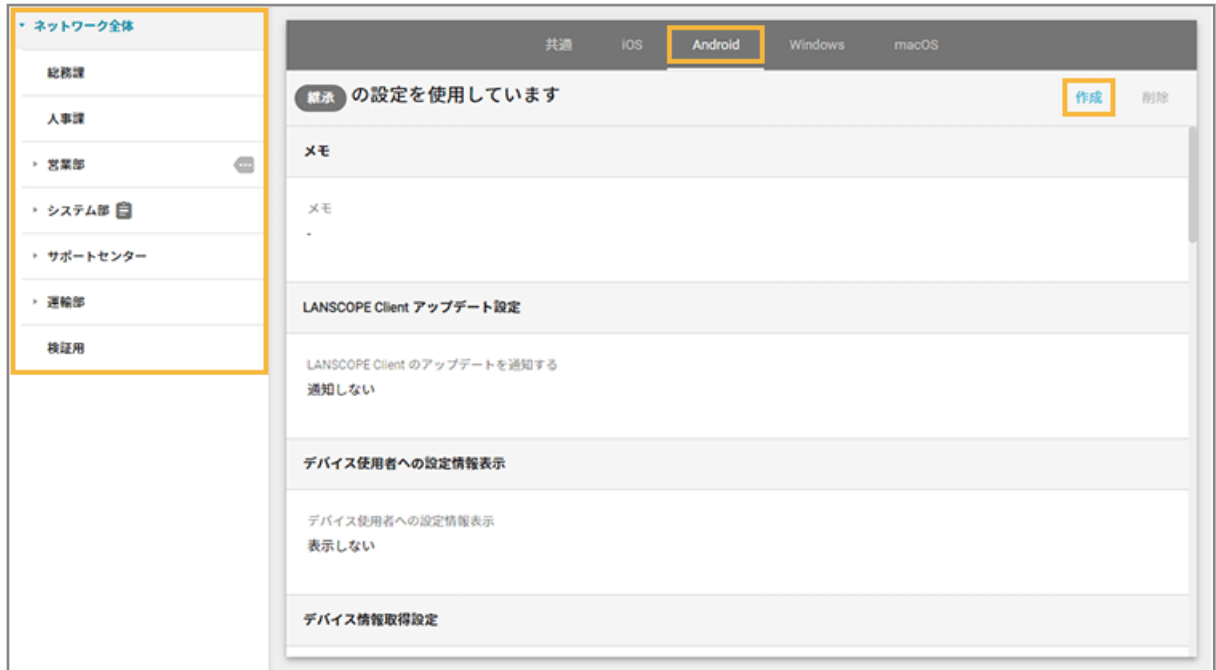 ネットワーク全体
総務課
人事課
営業部
システム部
サポートセンター
運輸部
検証用
共通 iOS Android Windows macOS
継承 の設定を使用しています 作成 削除
メモ
メモ
-
LANSCOPE Client アップデート設定
LANSCOPE Client のアップデートを通知する
通知しない
デバイス使用者への設定情報表示
デバイス使用者への設定情報表示
表示しない
デバイス情報取得設定